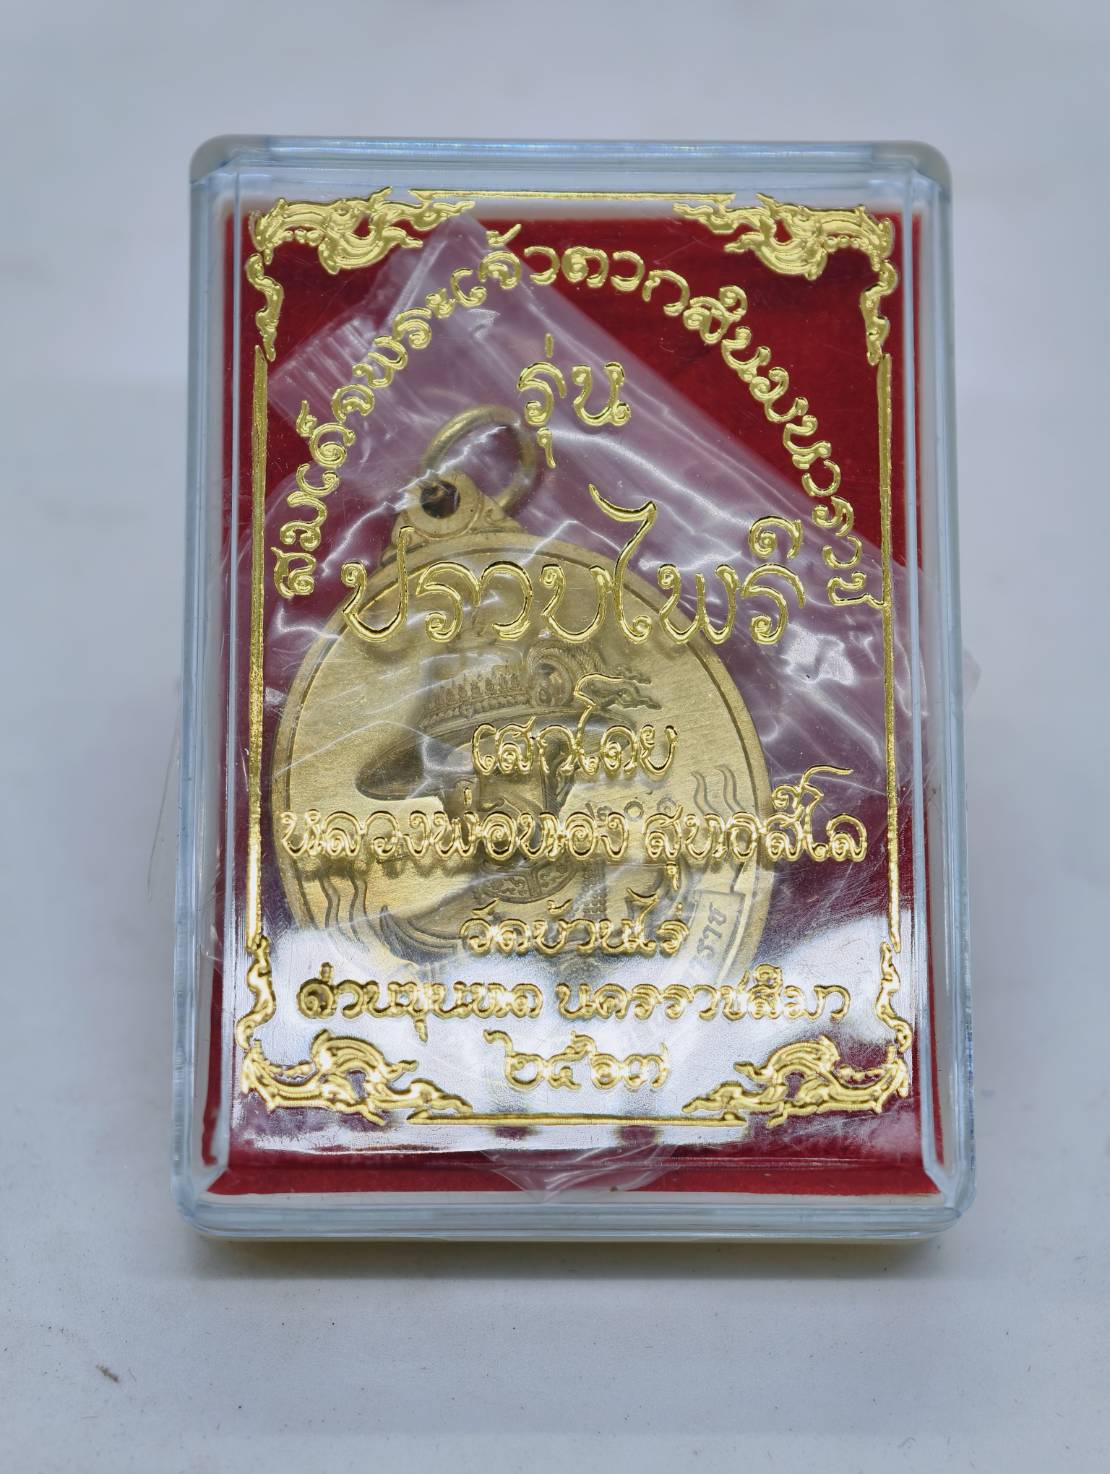 สมเด็จพระเจ้าตากสินมหาราช
รุ่น
ปราบไพรี
เสกโดย
หลวงพ่อทอง สุทธสีโล
วัดบ้านไร่
ด่านขุนทด นครราชสีมา
๒๕๖๗